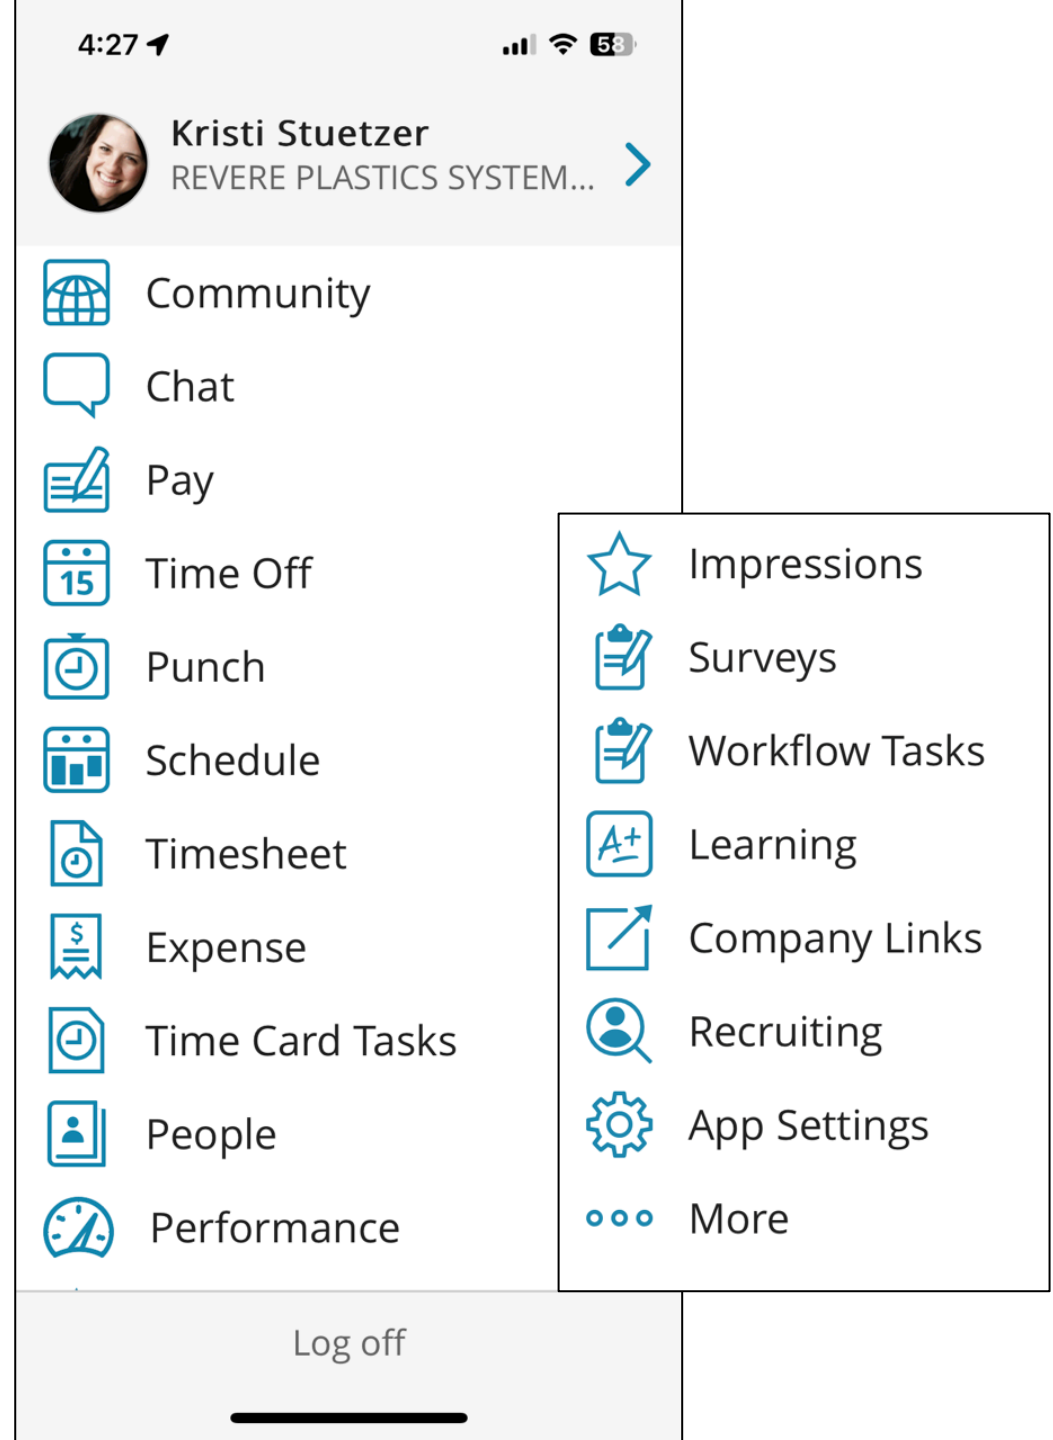 4:27
58
Kristi Stuetzer
REVERE PLASTICS SYSTEM...
Community
Chat
Pay
15
Time Off
Punch
Schedule
Timesheet
$
Expense
Time Card Tasks
People
Performance
Log off
Impressions
Surveys
Workflow Tasks
A+
Learning
Company Links
Recruiting
App Settings
More